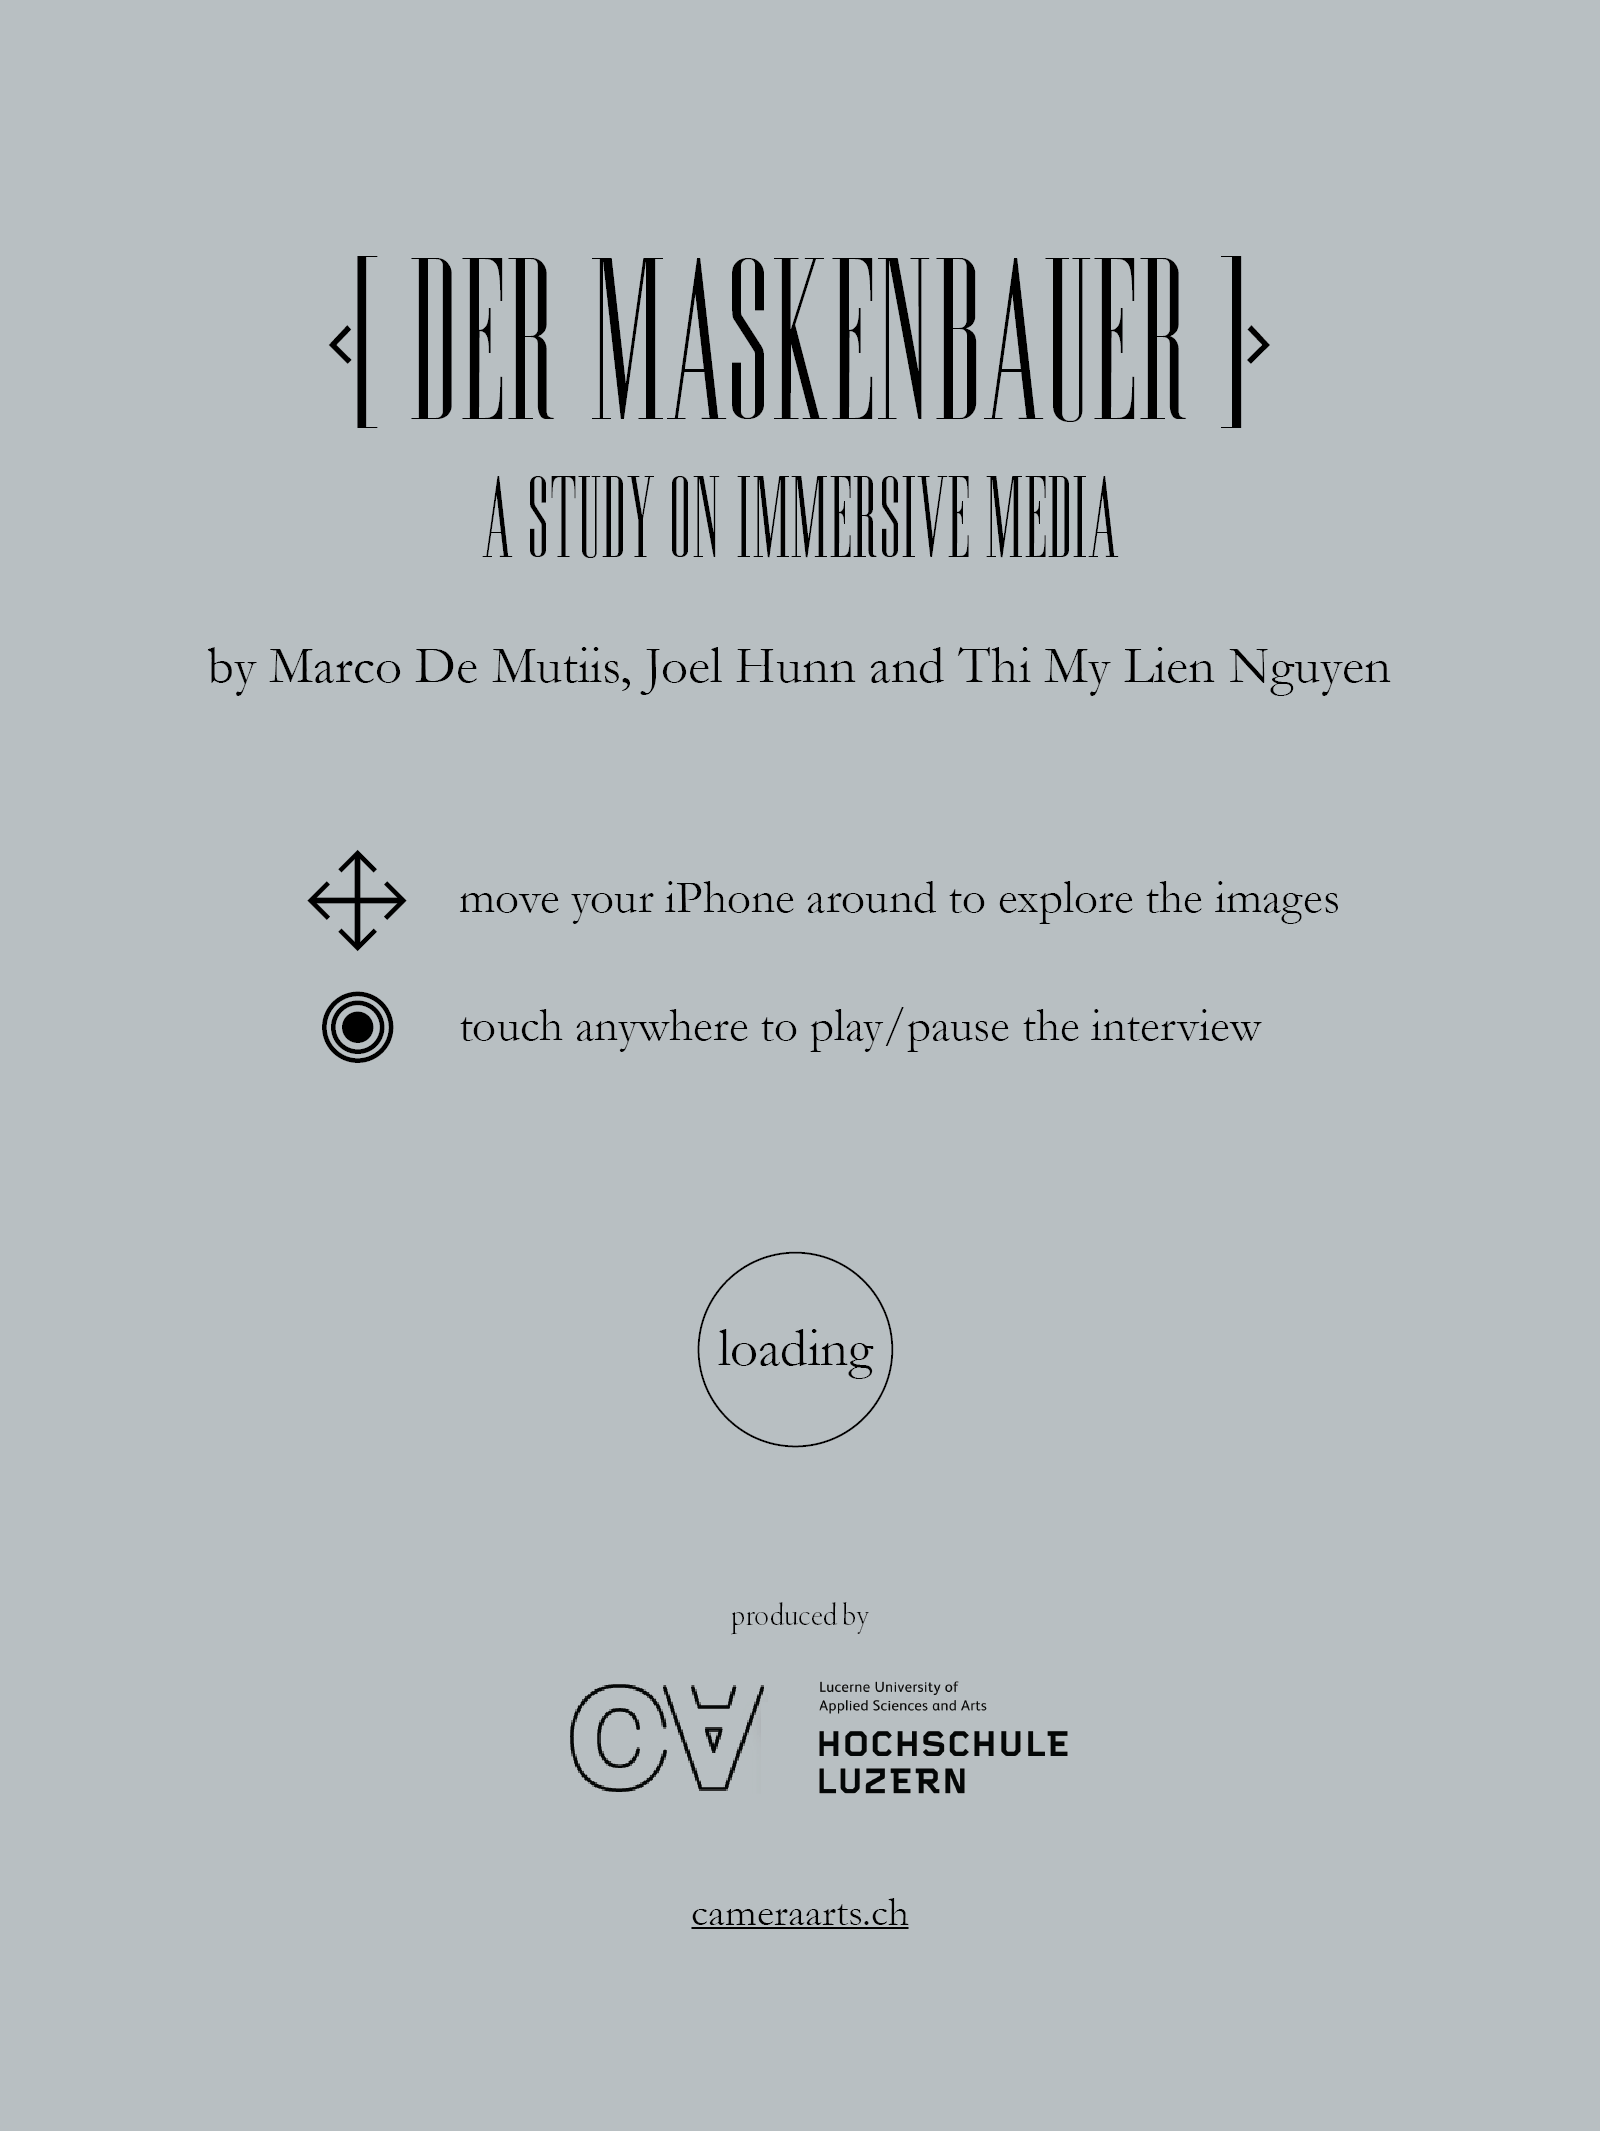 <[ DER MASKENBAUER ]>
A STUDY ON IMMERSIVE MEDIA
by Marco De Mutiis, Joel Hunn and Thi My Lien Nguyen
move your iPhone around to explore the images
touch anywhere to play/pause the interview
loading
produced by
CA
Lucerne University of
Applied Sciences and Arts
HOCHSCHULE
LUZERN
cameraarts.ch